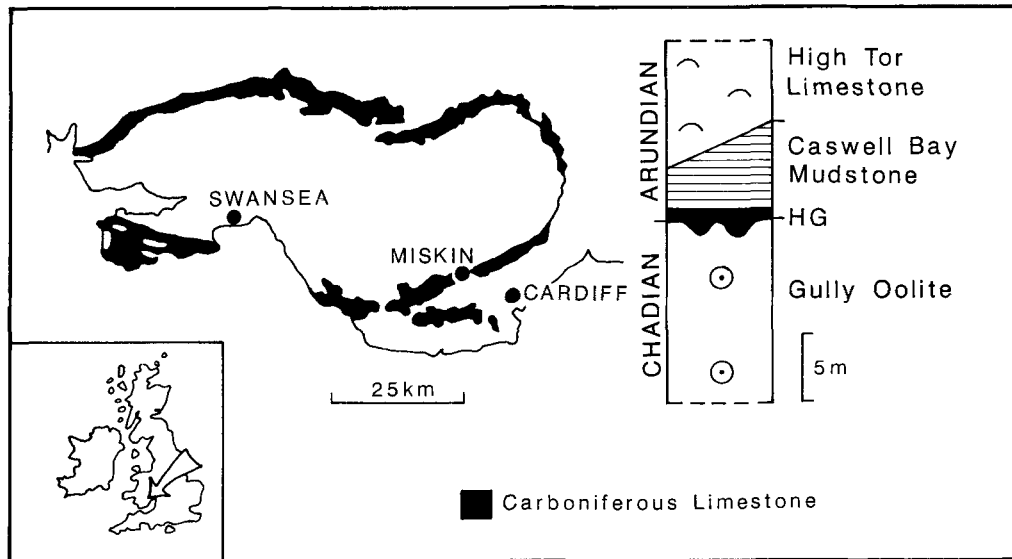 SWANSEA
MISKIN
CARDIFF
25km
Carboniferous Limestone
ARUNDIAN
CHADIAN
High Tor
Limestone
Caswell Bay
Mudstone
HG
Gully Oolite
5m